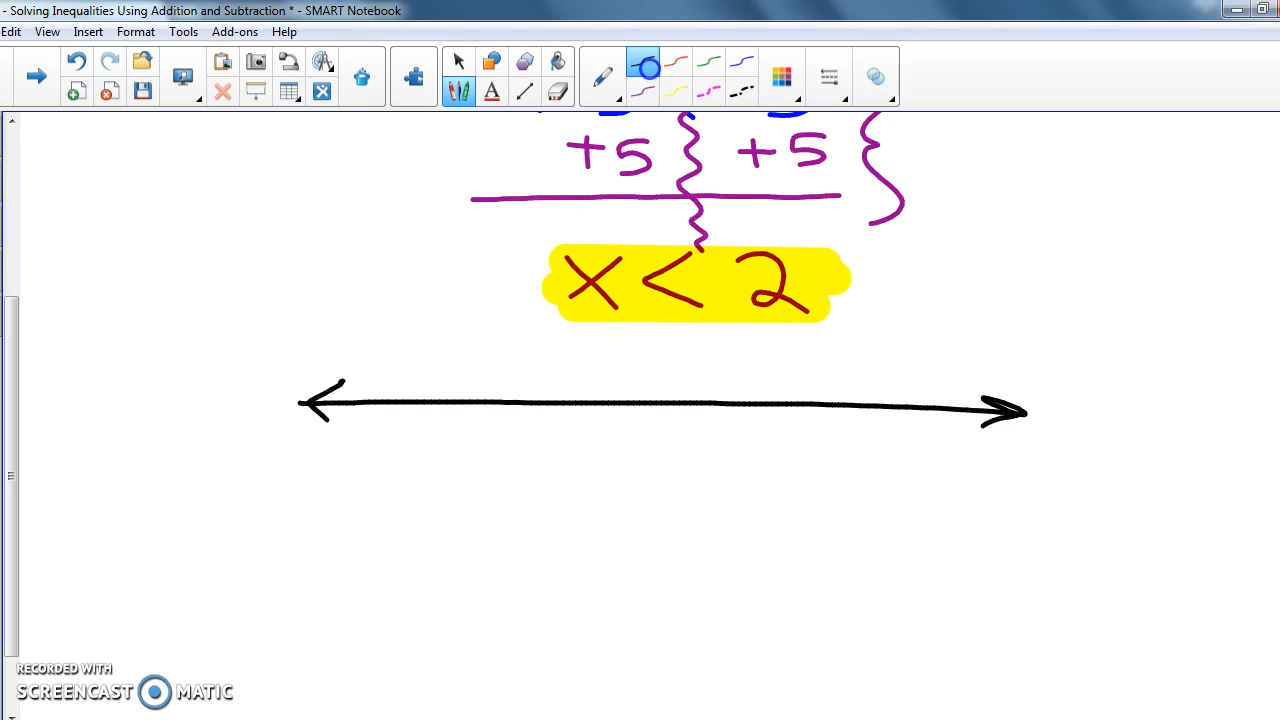 - Solving Inequalities Using Addition and Subtraction * - SMART Notebook
Edit View Insert Format Tools Add-ons Help
+5 +5
x < 2
RECORDED WITH
SCREENCAST MATIC